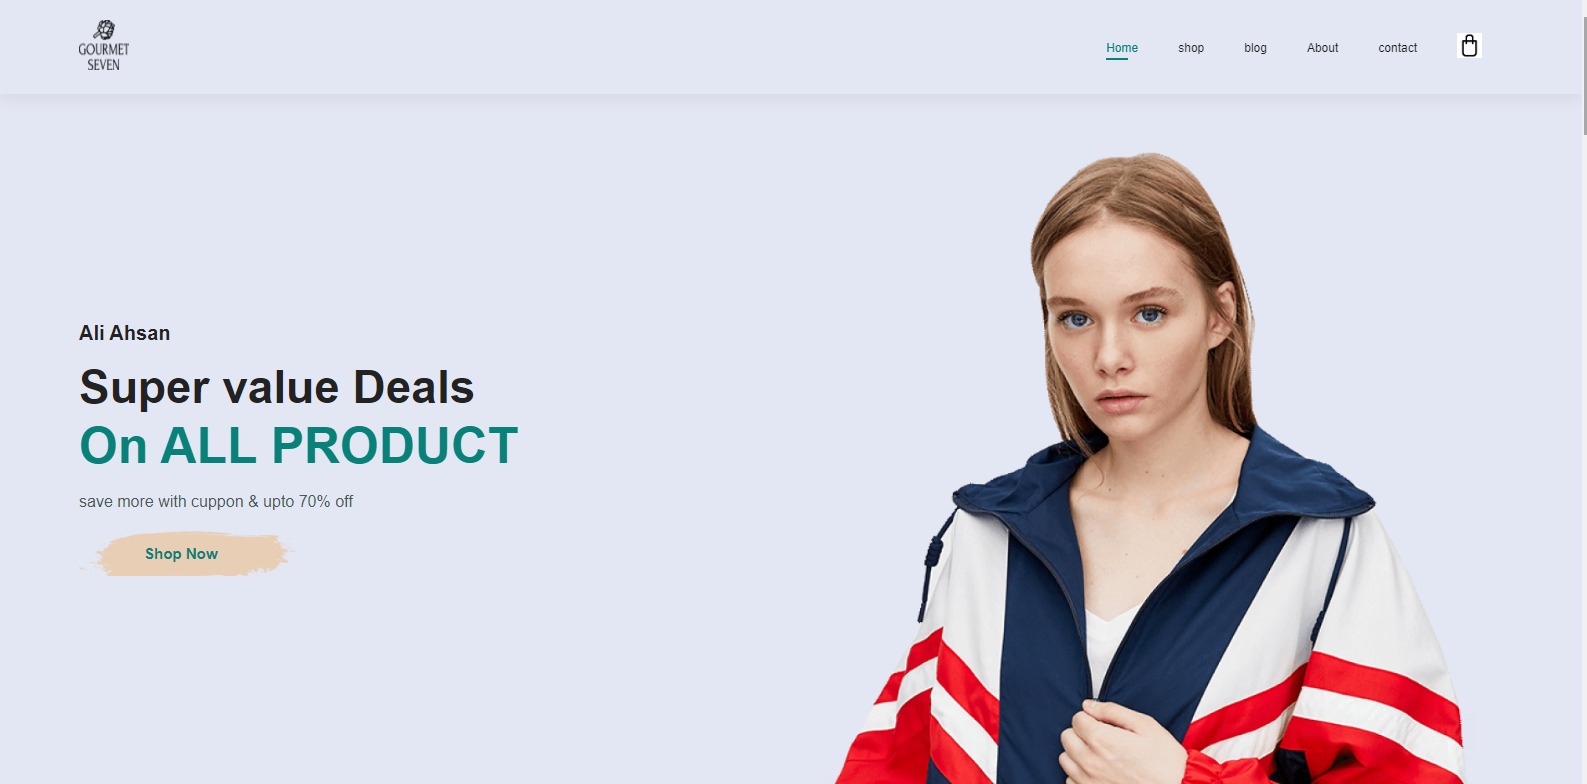 GOURMET
SEVEN
Home shop blog About contact
Ali Ahsan
Super value Deals
On ALL PRODUCT
save more with cuppon & upto 70% off
Shop Now